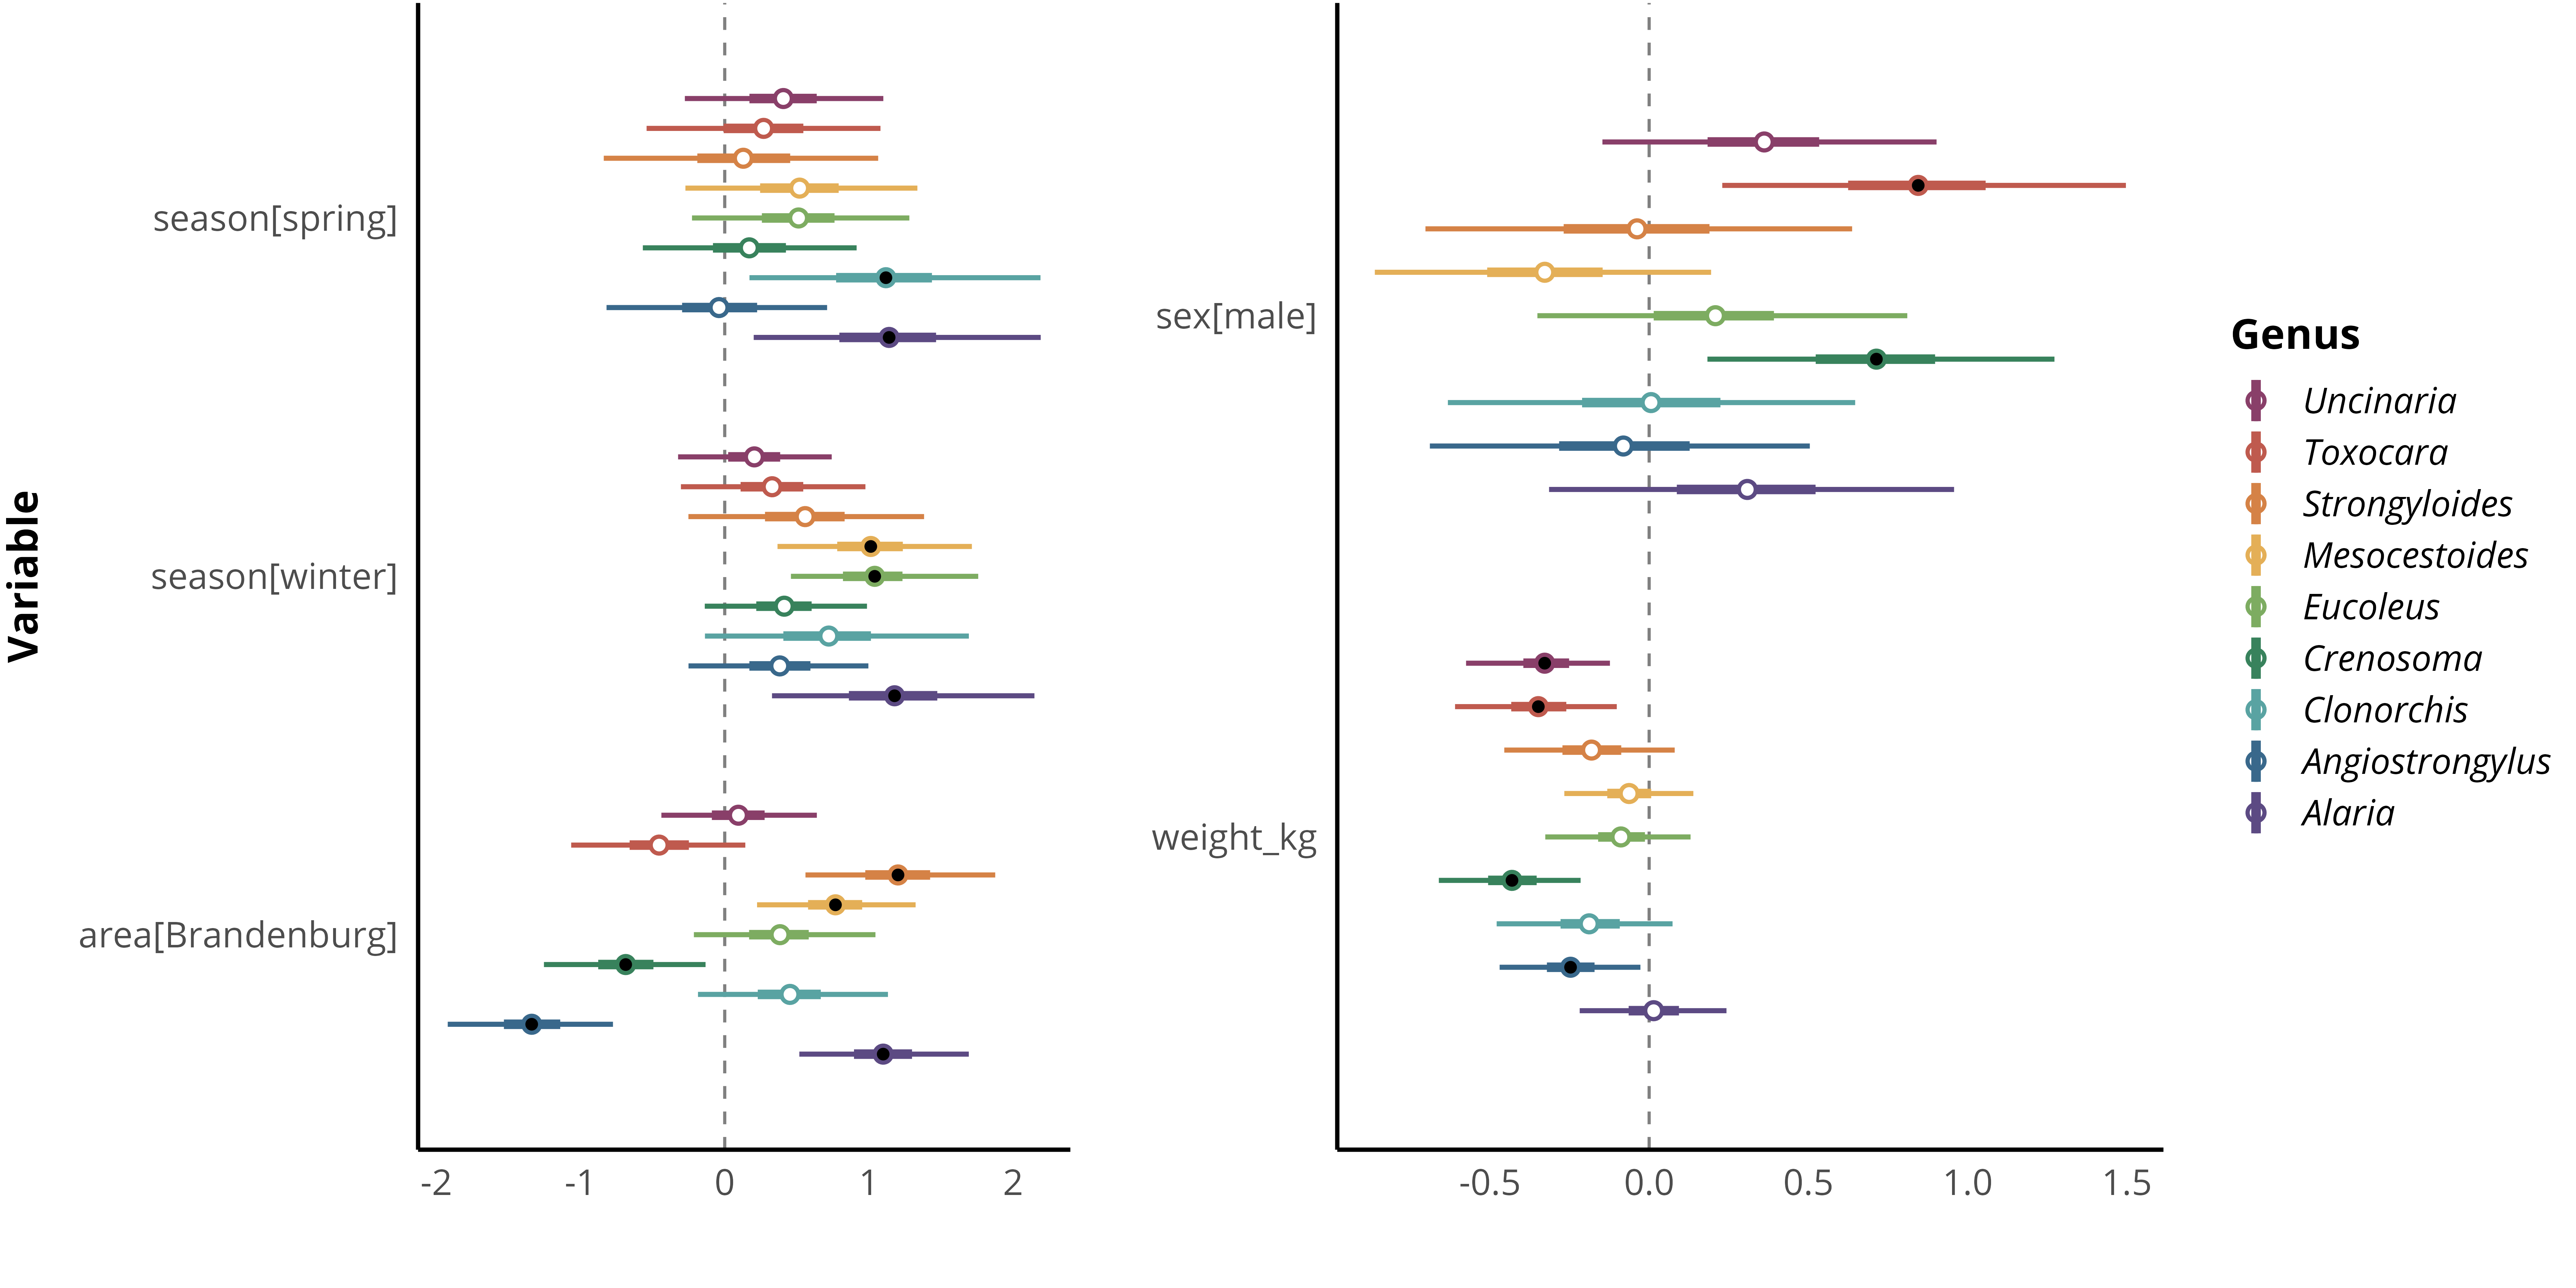 Variable
season[spring]
season[winter]
area[Brandenburg]
-2 -1 0 1 2
sex[male]
weight_kg
-0.5 0.0 0.5 1.0 1.5
Genus
Uncinaria
Toxocara
Strongyloides
Mesocestoides
Eucoleus
Crenosoma
Clonorchis
Angiostrongylus
Alaria